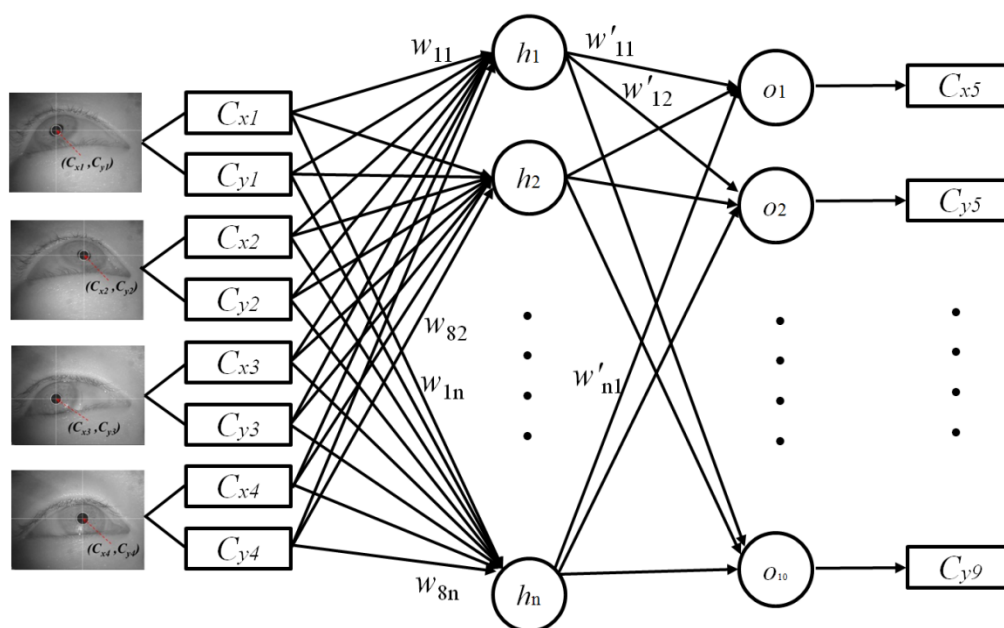 (Cx1 ,Cy1)
(Cx2 ,Cy2)
(Cx3 ,Cy3)
(Cx4 ,Cy4)
Cx1
Cy1
Cx2
Cy2
Cx3
Cy3
Cx4
Cy4
w11
w82
w1n
w8n
h1
h2
hn
w'11
w'12
w'n1
o1
o2
o10
Cx5
Cy5
Cy9